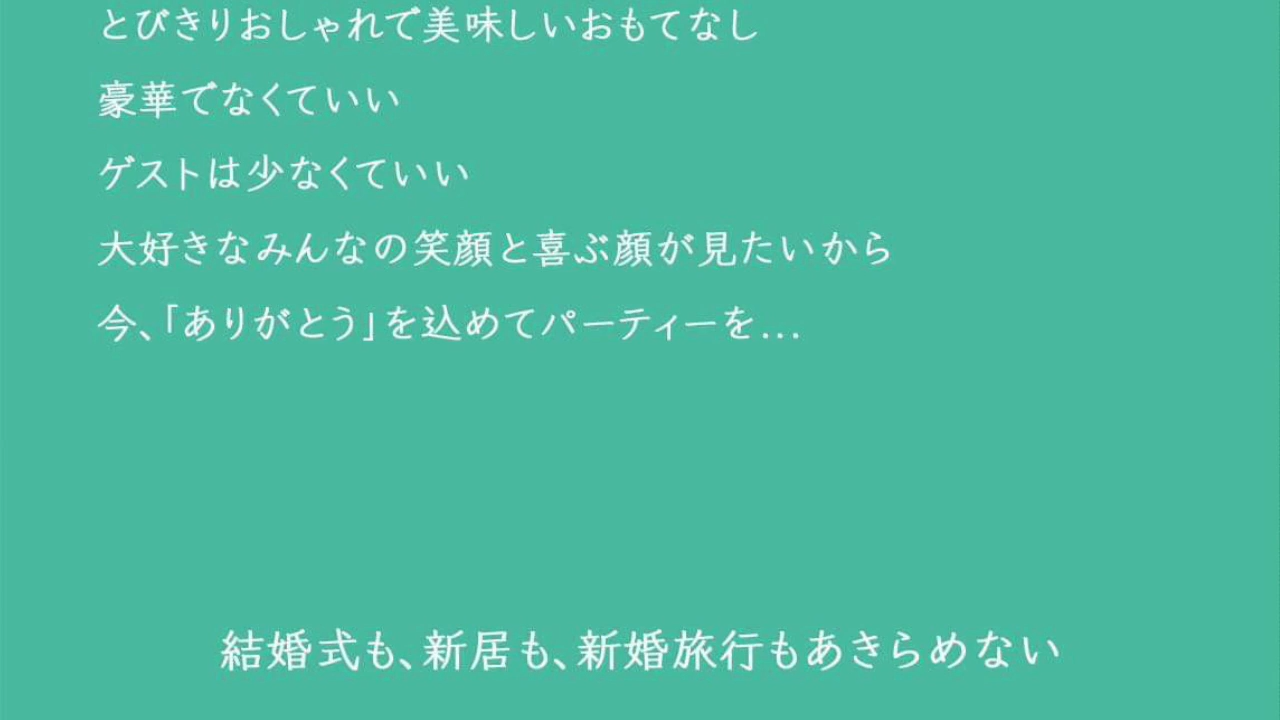 とびきりおしゃれで美味しいおもてなし
豪華でなくていい
ゲストは少なくていい
大好きなみんなの笑顔と喜ぶ顔が見たいから
今、「ありがとう」を込めてパーティーを...
結婚式も、新居も、新婚旅行もあきらめない